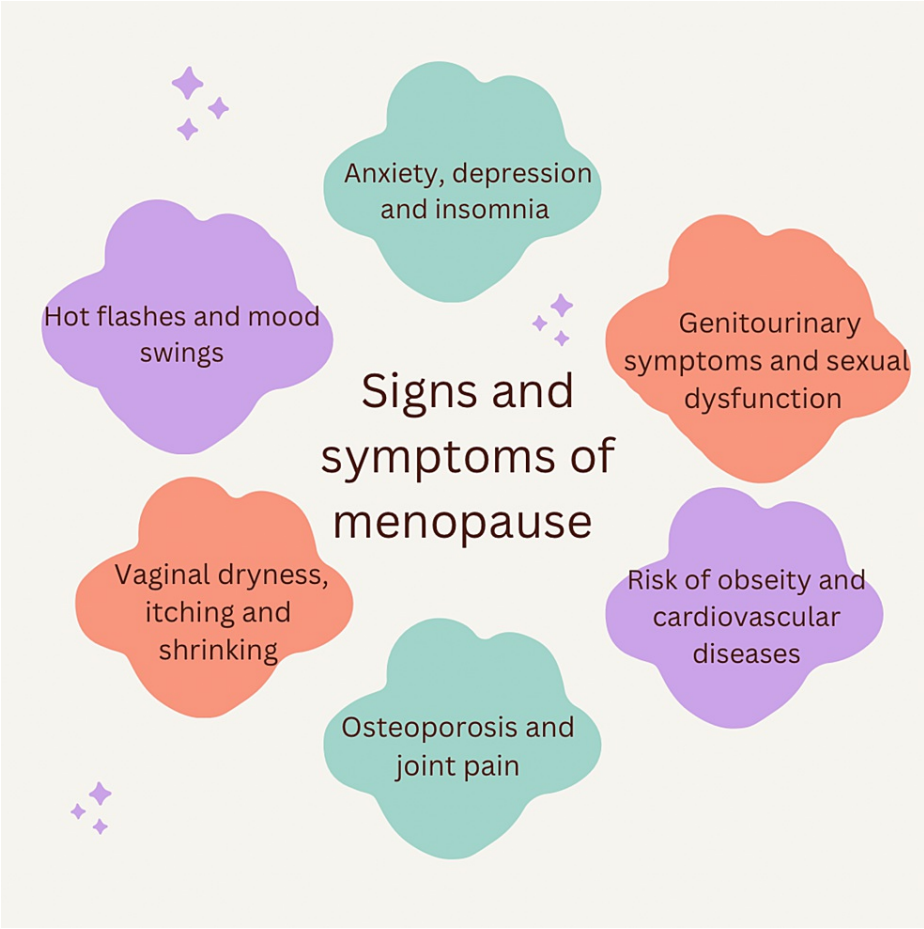 Anxiety, depression
and insomnia
Hot flashes and mood
swings
Genitourinary
symptoms and sexual
dysfunction
Signs and
symptoms of
menopause
Vaginal dryness,
itching and
shrinking
Risk of obseity and
cardiovascular
diseases
Osteoporosis and
joint pain